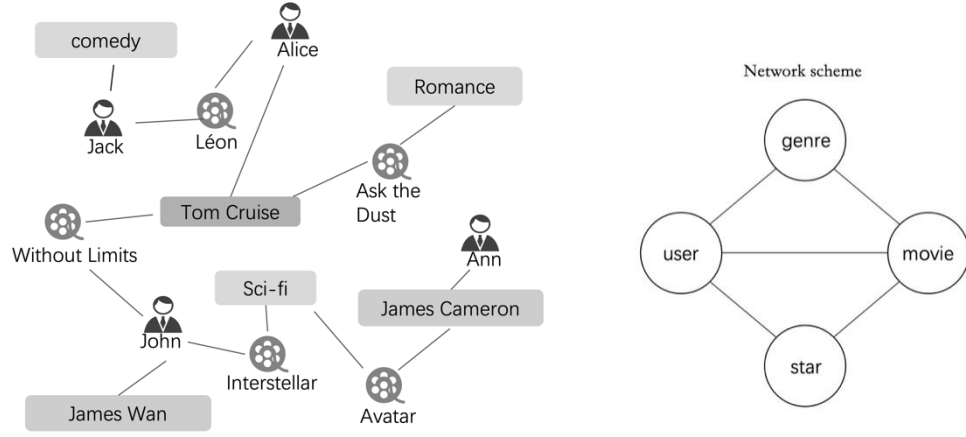 comedy
Alice
Romance
Jack
Léon
Ask the
Dust
Tom Cruise
Without Limits
Ann
Sci-fi
James Cameron
John
Interstellar
James Wan
Avatar
Network scheme
genre
user
movie
star